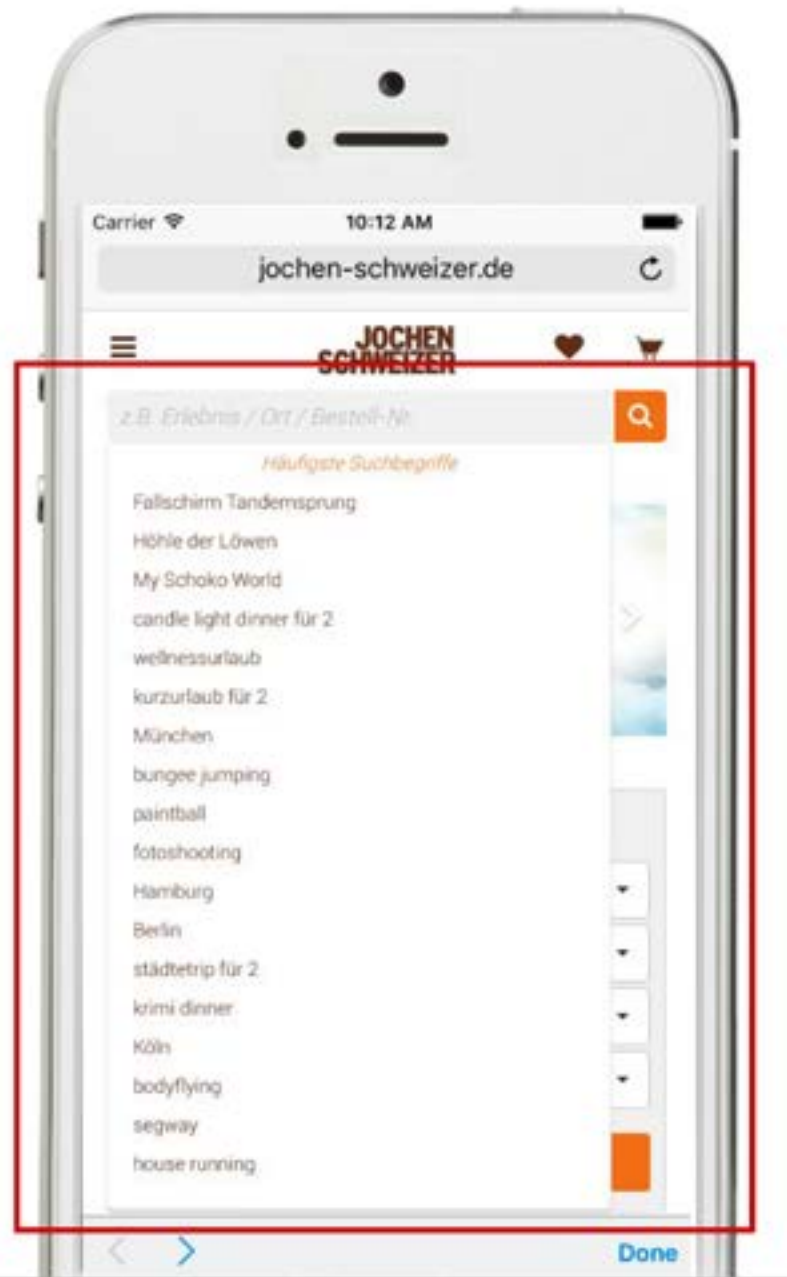 Carrier
10:12 AM
jochen-schweizer.de
JOCHEN
SCHWEIZER
z.B. Erlebnis / Ort / Bestell-Nr.
Häufigste Suchbegriffe
Fallschirm Tandemsprung
Höhle der Löwen
My Schoko World
candle light dinner für 2
wellnessurlaub
kurzurlaub für 2
München
bungee jumping
paintball
fotoshooting
Hamburg
Berlin
städtetrip für 2
krimi dinner
Köln
bodyflying
segway
house running
Done